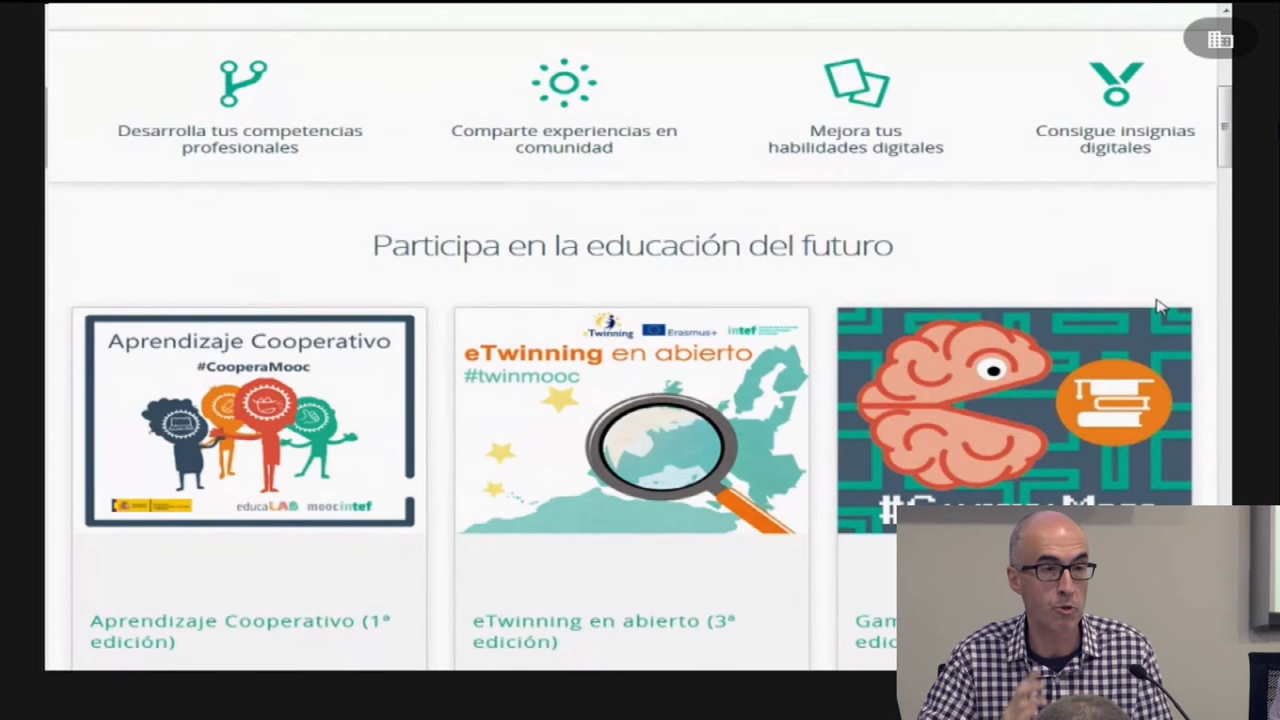 Desarrolla tus competencias
profesionales
Comparte experiencias en
comunidad
Mejora tus
habilidades digitales
Consigue insignias
digitales
Participa en la educación del futuro
Aprendizaje Cooperativo
#CooperaMooc
educaLAB moocintef
eTwinning
Erasmus+
intef
eTwinning en abierto
#twinmooc
Aprendizaje Cooperativo (1ª
edición)
eTwinning en abierto (3ª
edición)
Gam
edic